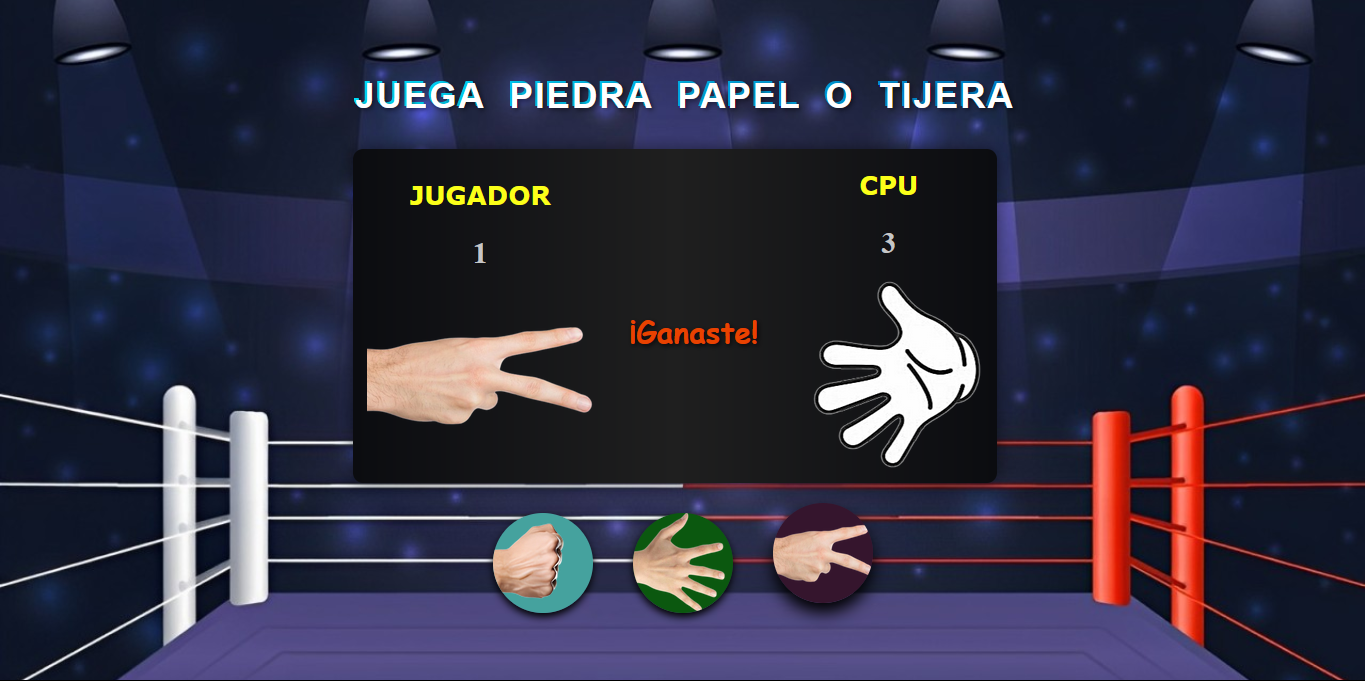 JUEGA PIEDRA PAPEL O TIJERA
JUGADOR
1
CPU
3
¡Ganaste!